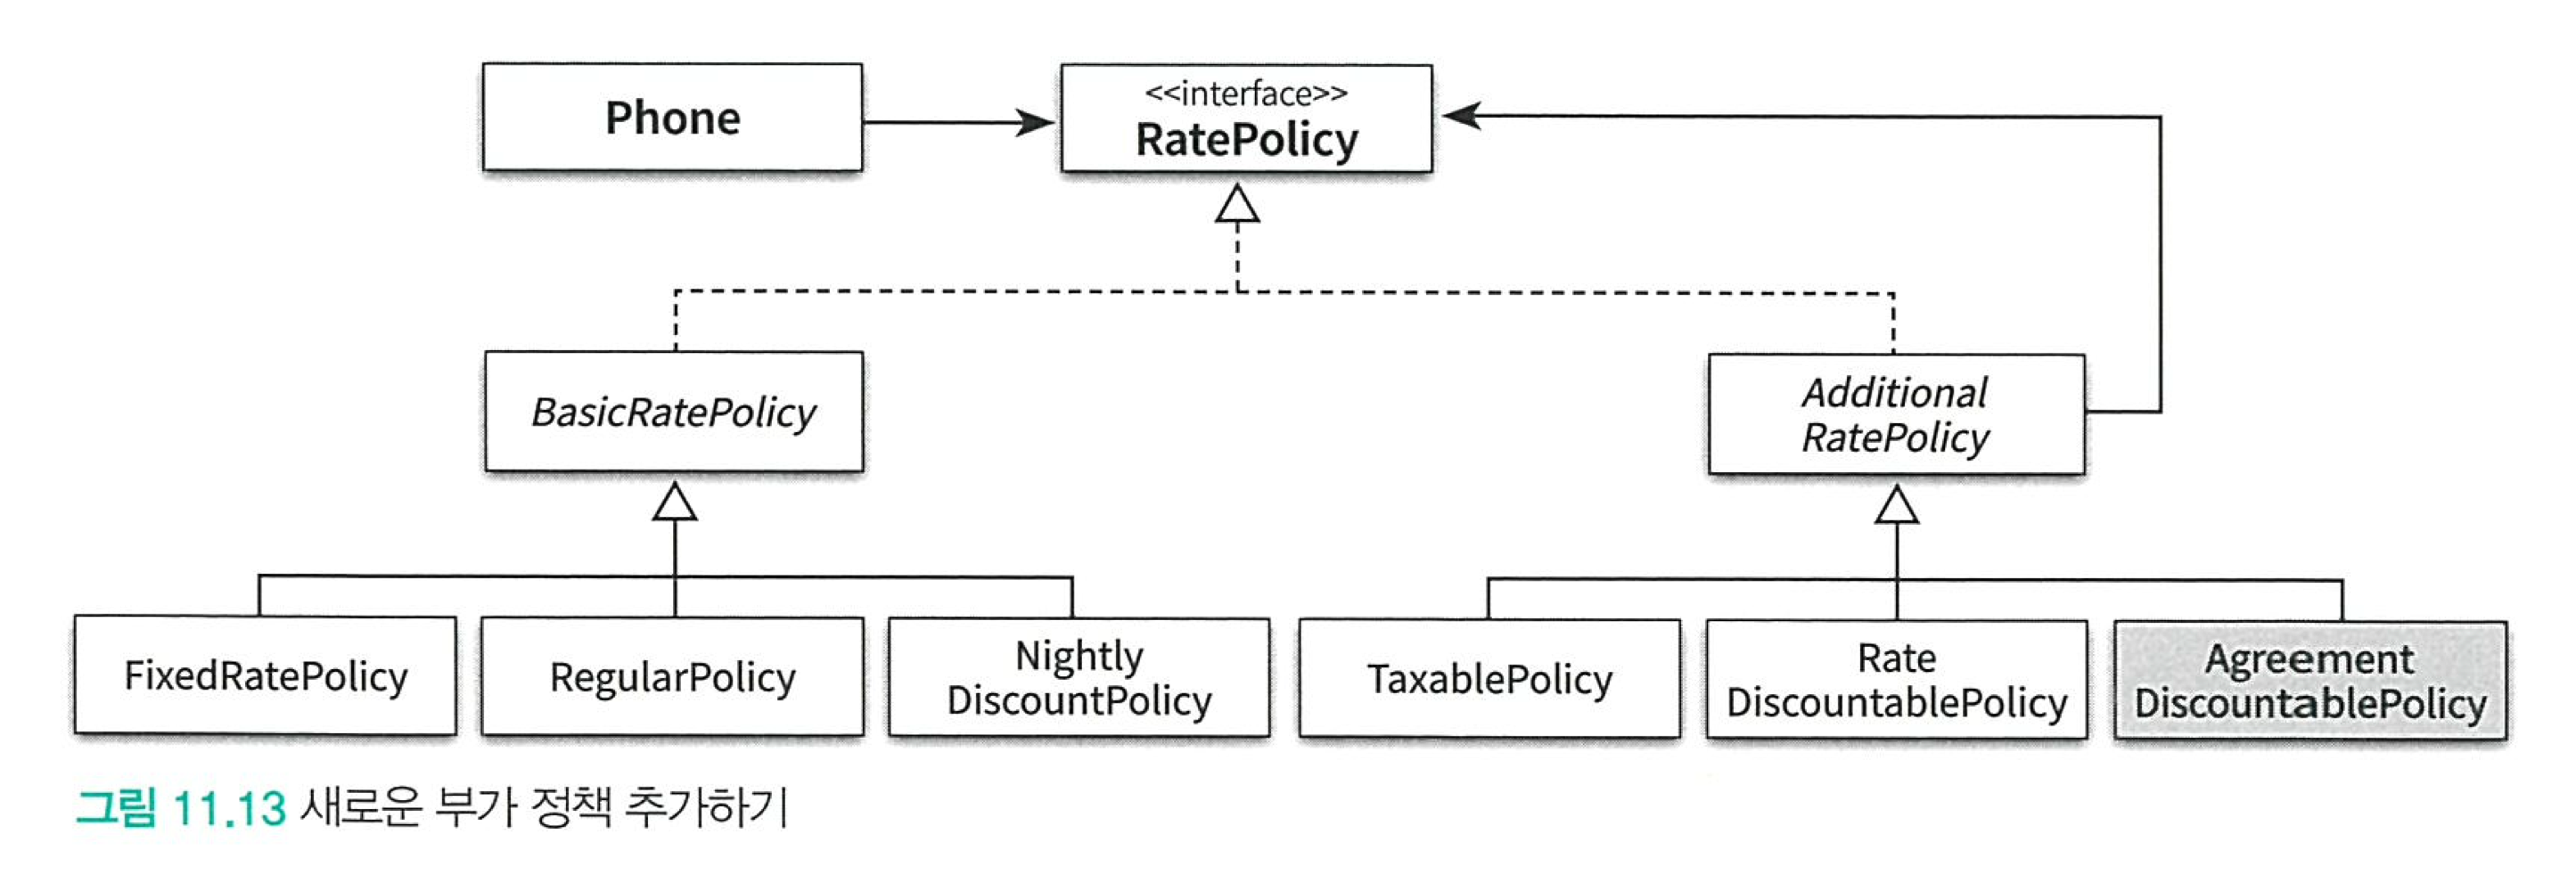 Phone
<<interface>>
RatePolicy
BasicRatePolicy
Additional
RatePolicy
FixedRatePolicy
RegularPolicy
Nightly
DiscountPolicy
TaxablePolicy
Rate
DiscountablePolicy
Agreement
DiscountablePolicy
그림 11.13 새로운 부가 정책 추가하기